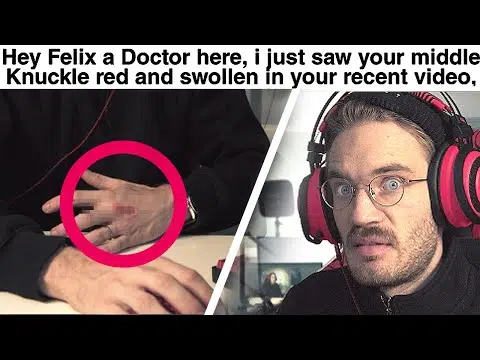 Hey Felix a Doctor here, i just saw your middle
Knuckle red and swollen in your recent video,